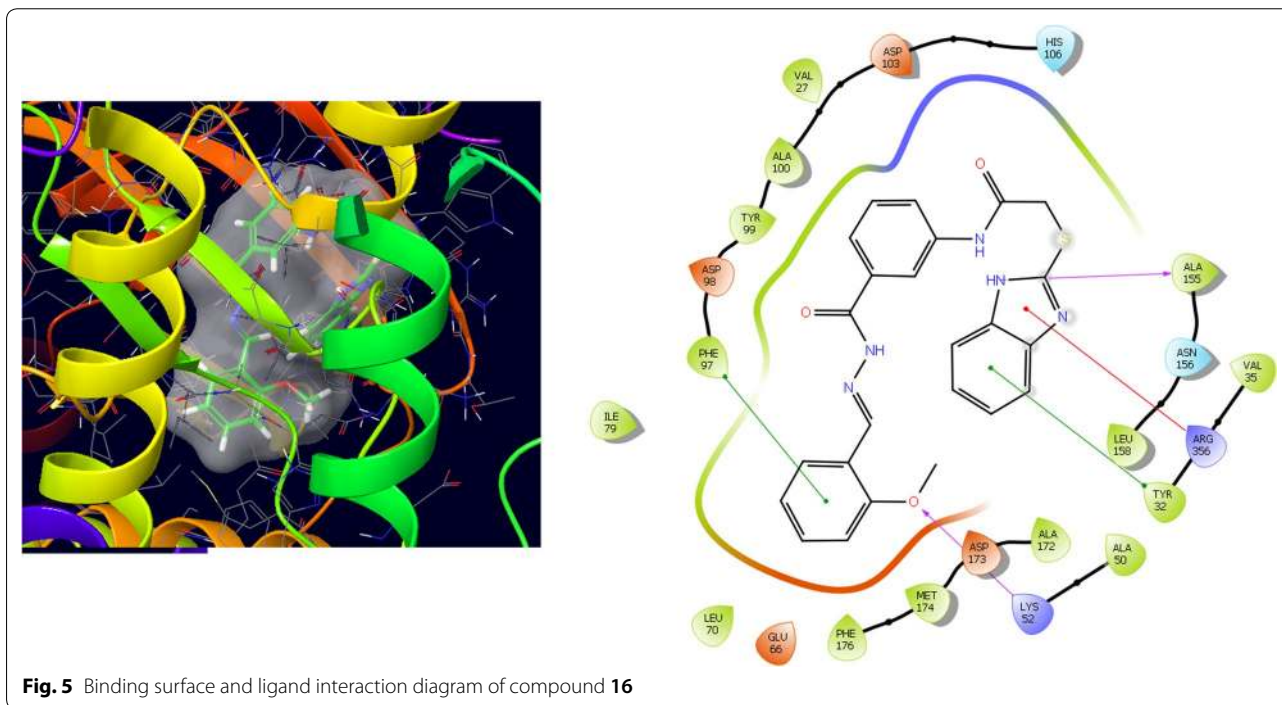 ASP
103
HIS
106
VAL
27
ALA
100
TYR
99
ASP
98
PHE
97
ILE
79
O
N
H
S
HN
N
O
NH
N
O
ALA
155
ASN
156
VAL
35
LEU
158
ARG
356
TYR
32
ASP
173
ALA
172
ALA
50
MET
174
LYS
52
LEU
70
GLU
66
PHE
176
Fig. 5 Binding surface and ligand interaction diagram of compound 16